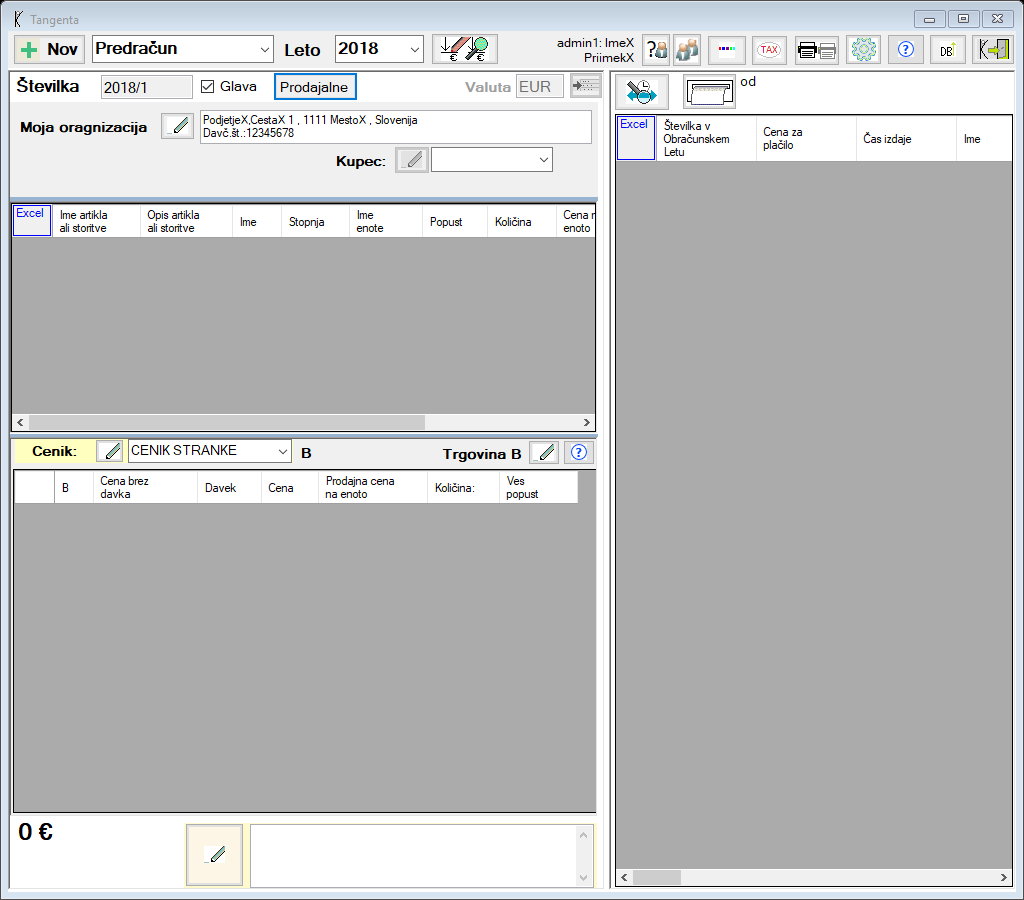 Tangenta
Nov
Predračun
Leto
2018
€
€
admin1: ImeX
PriimekX
?
TAX
?
DB
Številka
2018/1
Glava
Prodajalne
Valuta
EUR
Moja oragnizacija
PodjetjeX,CestaX 1 , 1111 MestoX , Slovenija
Davč.št.:12345678
Kupec:
Excel
Ime artikla
ali storitve
Opis artikla
ali storitve
Ime
Stopnja
Ime
enote
Popust
Količina
Cena n
enoto
Cenik:
CENIK STRANKE
B
Trgovina B
?
B
Cena brez
davka
Davek
Cena
Prodajna cena
na enoto
Količina:
Ves
popust
0 €
od
Excel
Številka v
Obračunskem
Letu
Cena za
plačilo
Čas izdaje
Ime